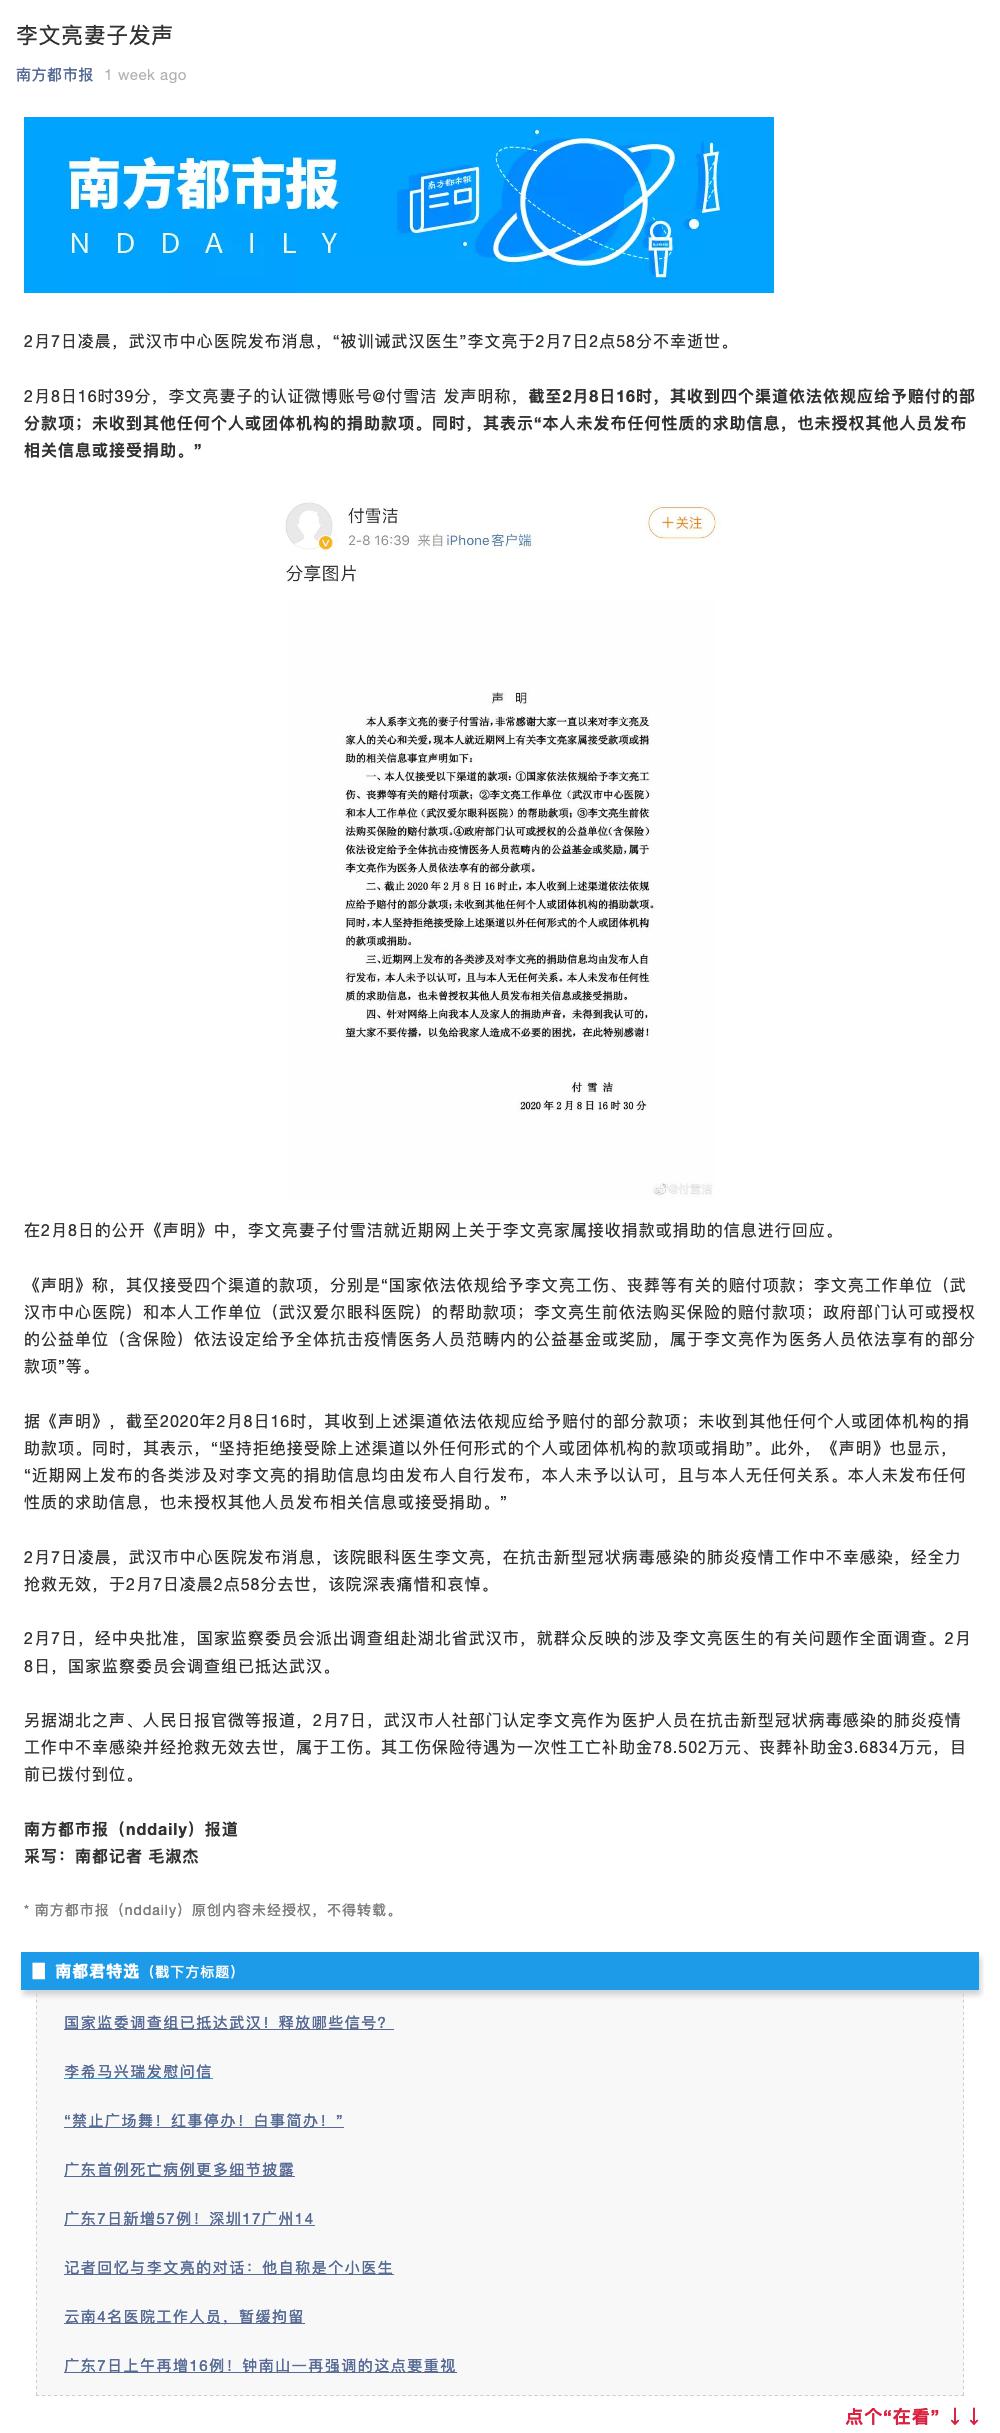 李文亮妻子发声
南方都市报 1 week ago
南方都市报
南方都市报
NDDAILY
2月7日凌晨，武汉市中心医院发布消息，“被训诫武汉医生”李文亮于2月7日2点58分不幸逝世。
2月8日16时39分，李文亮妻子的认证微博账号@付雪洁 发声明称，截至2月8日16时，其收到四个渠道依法依规应给予赔付的部
分款项；未收到其他任何个人或团体机构的捐助款项。同时，其表示“本人未发布任何性质的求助信息，也未授权其他人员发布
相关信息或接受捐助。”
付雪洁
+关注
2-8 16:39 来自 iPhone客户端
分享图片
声 明
本人系李文亮的妻子付雪洁，非常感谢大家一直以来对李文亮及
家人的关心和关爱，现本人就近期网上有关李文亮家属接受款项或捐
助的相关信息事宜声明如下：
一、本人仅接受以下渠道的款项：①国家依法依规给予李文亮工
伤、丧葬等有关的赔付项款；②李文亮工作单位（武汉市中心医院）
和本人工作单位（武汉爱尔眼科医院）的帮助款项；③李文亮生前依
法购买保险的赔付款项。④政府部门认可或授权的公益单位（含保险）
依法设定给予全体抗击疫情医务人员范畴内的公益基金或奖励，属于
李文亮作为医务人员依法享有的部分款项。
二、截止 2020 年 2 月 8 日 16 时止，本人收到上述渠道依法依规
应给予赔付的部分款项；未收到其他任何个人或团体机构的捐助款项。
同时，本人坚持拒绝接受除上述渠道以外任何形式的个人或团体机构
的款项或捐助。
三、近期网上发布的各类涉及对李文亮的捐助信息均由发布人自
行发布，本人未予以认可，且与本人无任何关系。本人未发布任何性
质的求助信息，也未曾授权其他人员发布相关信息或接受捐助。
四、针对网络上向我本人及家人的捐助声音，未得到我认可的，
望大家不要传播，以免给我家人造成不必要的困扰，在此特别感谢！
付 雪 洁
2020 年 2 月 8 日 16 时 30 分
@付雪洁
在2月8日的公开《声明》中，李文亮妻子付雪洁就近期网上关于李文亮家属接收捐款或捐助的信息进行回应。
《声明》称，其仅接受四个渠道的款项，分别是“国家依法依规给予李文亮工伤、丧葬等有关的赔付项款；李文亮工作单位（武
汉市中心医院）和本人工作单位（武汉爱尔眼科医院）的帮助款项；李文亮生前依法购买保险的赔付款项；政府部门认可或授权
的公益单位（含保险）依法设定给予全体抗击疫情医务人员范畴内的公益基金或奖励，属于李文亮作为医务人员依法享有的部分
款项”等。
据《声明》，截至2020年2月8日16时，其收到上述渠道依法依规应给予赔付的部分款项；未收到其他任何个人或团体机构的捐
助款项。同时，其表示，“坚持拒绝接受除上述渠道以外任何形式的个人或团体机构的款项或捐助”。此外，《声明》也显示，
“近期网上发布的各类涉及对李文亮的捐助信息均由发布人自行发布，本人未予以认可，且与本人无任何关系。本人未发布任何
性质的求助信息，也未授权其他人员发布相关信息或接受捐助。”
2月7日凌晨，武汉市中心医院发布消息，该院眼科医生李文亮，在抗击新型冠状病毒感染的肺炎疫情工作中不幸感染，经全力
抢救无效，于2月7日凌晨2点58分去世，该院深表痛惜和哀悼。
2月7日，经中央批准，国家监察委员会派出调查组赴湖北省武汉市，就群众反映的涉及李文亮医生的有关问题作全面调查。2月
8日，国家监察委员会调查组已抵达武汉。
另据湖北之声、人民日报官微等报道，2月7日，武汉市人社部门认定李文亮作为医护人员在抗击新型冠状病毒感染的肺炎疫情
工作中不幸感染并经抢救无效去世，属于工伤。其工伤保险待遇为一次性工亡补助金78.502万元、丧葬补助金3.6834万元，目
前已拨付到位。
南方都市报（nddaily）报道
采写：南都记者 毛淑杰
* 南方都市报（nddaily）原创内容未经授权，不得转载。
南都君特选（戳下方标题）
国家监委调查组已抵达武汉！释放哪些信号？
李希马兴瑞发慰问信
“禁止广场舞！红事停办！白事简办！”
广东首例死亡病例更多细节披露
广东7日新增57例！深圳17广州14
记者回忆与李文亮的对话：他自称是个小医生
云南4名医院工作人员，暂缓拘留
广东7日上午再增16例！钟南山一再强调的这点要重视
点个“在看” ↓↓